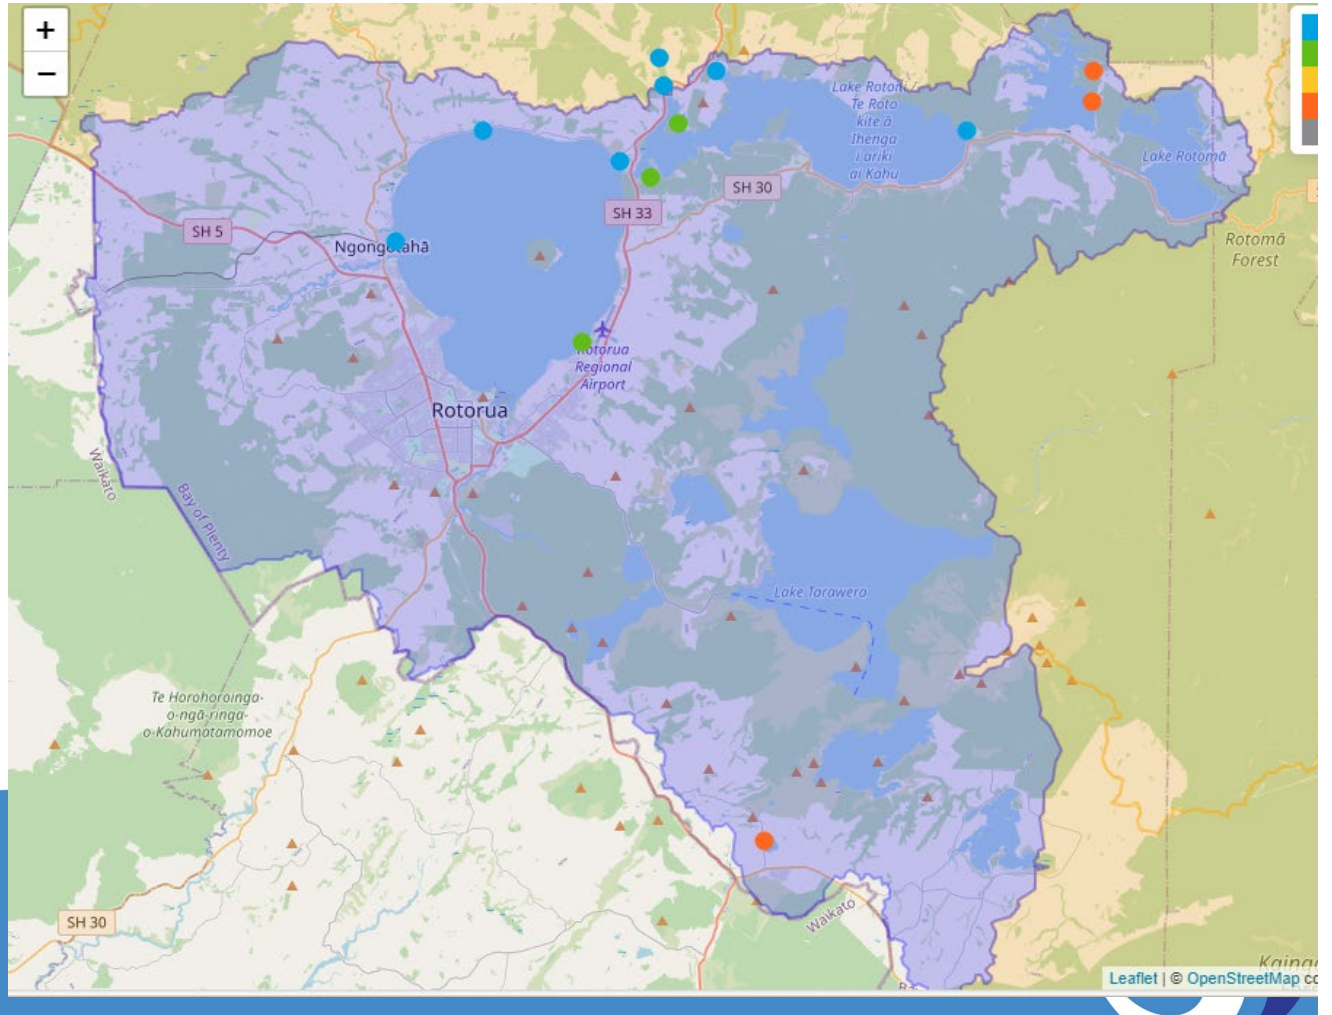 +
−
Lake Rotoiti /
Te Roto
kite ā
Ihenga
i ariki
ai Kahu
Lake Rotomā
SH 30
SH 33
SH 5
Ngongotahā
Rotomā
Forest
Rotorua
Regional
Airport
Rotorua
Waikato
Bay of Plenty
Lake Tarawera
Te Horohoroinga-
o-ngā-ringa-
o-Kahumatamomoe
SH 30
Waikato
Leaflet | © OpenStreetMap